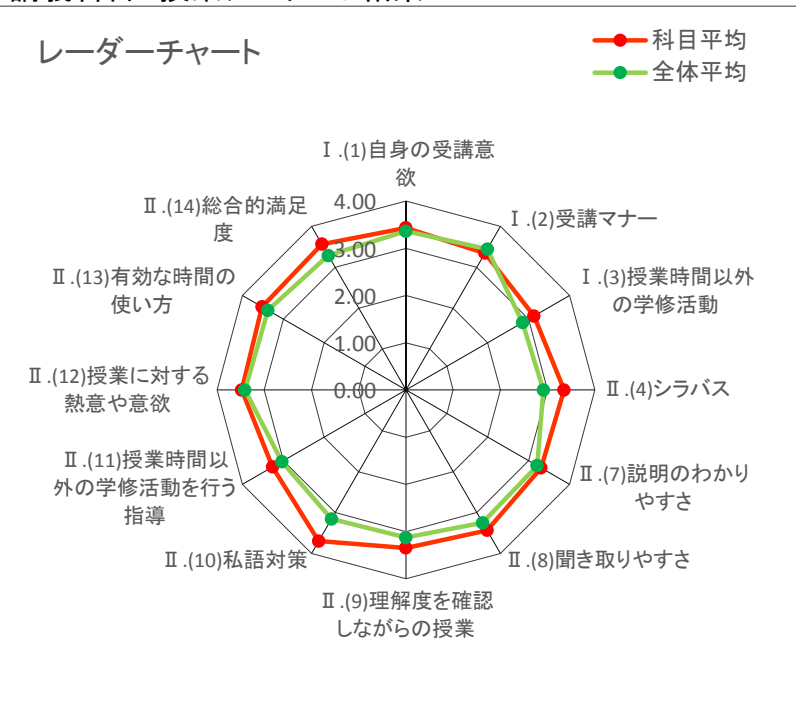 レーダーチャート
科目平均
全体平均
Ⅰ.(1)自身の受講意
欲
Ⅰ.(2)受講マナー
Ⅰ.(3)授業時間以外
の学修活動
Ⅱ.(4)シラバス
Ⅱ.(7)説明のわかり
やすさ
Ⅱ.(8)聞き取りやすさ
Ⅱ.(9)理解度を確認
しながらの授業
Ⅱ.(10)私語対策
Ⅱ.(11)授業時間以
外の学修活動を行う
指導
Ⅱ.(12)授業に対する
熱意や意欲
Ⅱ.(13)有効な時間の
使い方
Ⅱ.(14)総合的満足
度
4.00
3.00
2.00
1.00
0.00